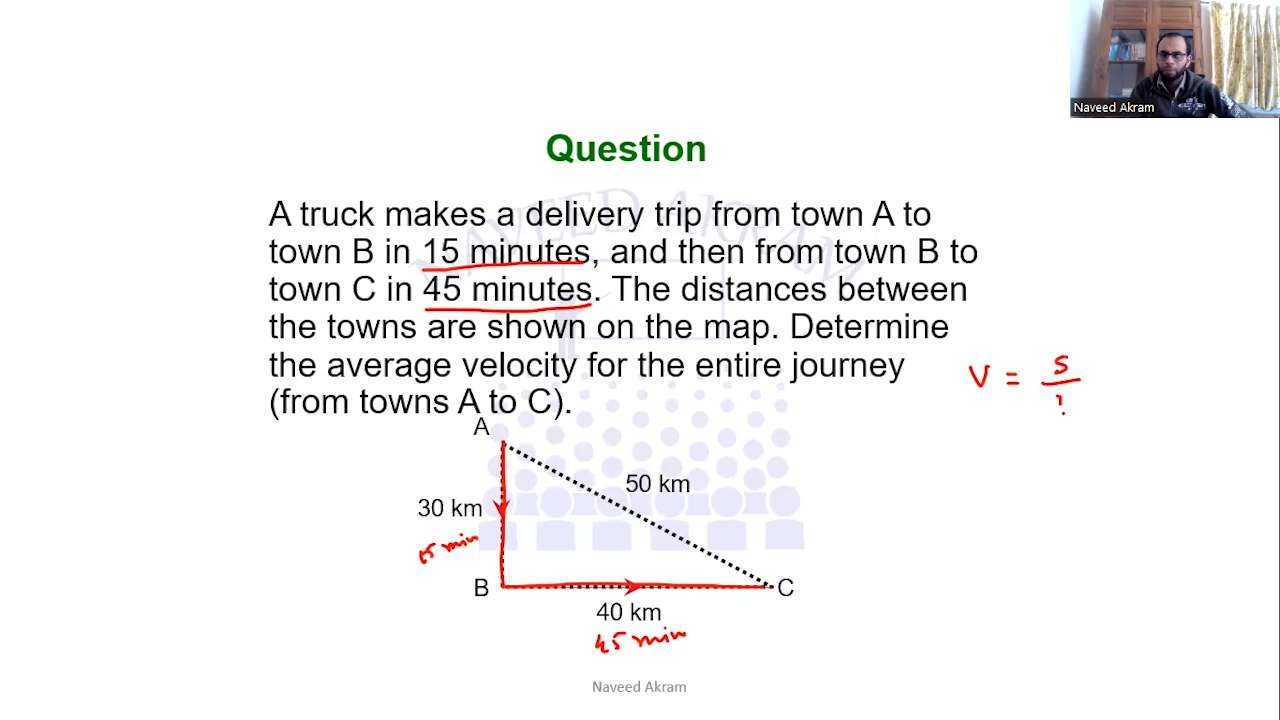 Naveed Akram
Question
NAVEED AKRAM
A truck makes a delivery trip from town A to
town B in 15 minutes, and then from town B to
town C in 45 minutes. The distances between
the towns are shown on the map. Determine
the average velocity for the entire journey
(from towns A to C).
V = s
A
50 km
30 km
15 min
B
C
40 km
45 min
Naveed Akram